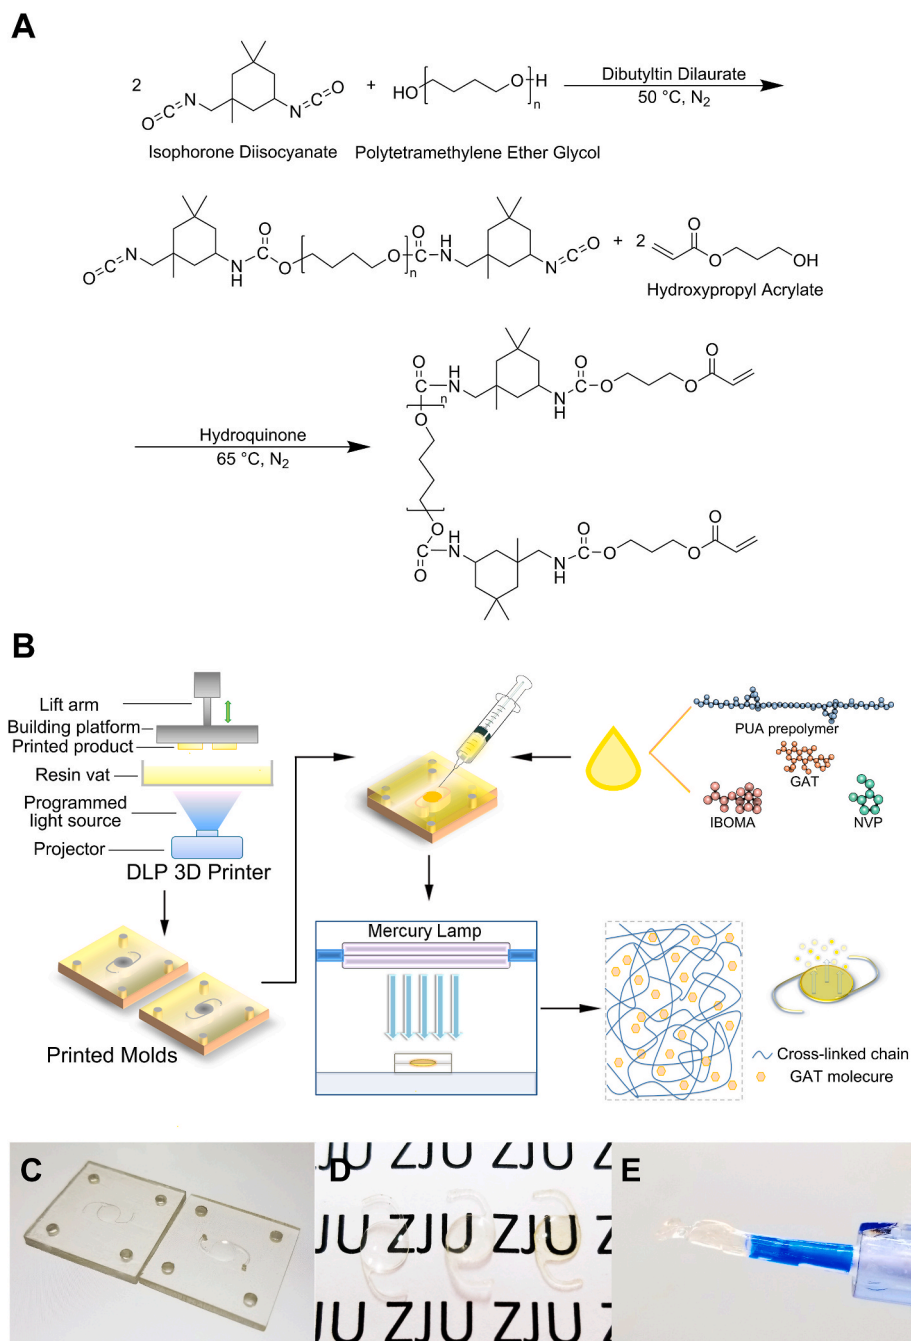 A
2
O
C
N
N
C
O
+
HO
O
H
n
Dibutyltin Dilaurate
50 °C, N2
Isophorone Diisocyanate
Polytetramethylene Ether Glycol
O
C
N
N
H
C
O
O
O
n
C
O
H
N
N
C
O
+ 2
O
O
OH
Hydroxypropyl Acrylate
Hydroquinone
65 °C, N2
O
C
n
H
N
N
H
O
C
O
O
O
O
O
C
O
H
N
N
H
O
C
O
O
O
B
Lift arm
Building platform
Printed product
Resin vat
Programmed
light source
Projector
DLP 3D Printer
PUA prepolymer
GAT
IBOMA
NVP
Printed Molds
Mercury Lamp
Cross-linked chain
GAT molecure
C
D
E
JU ZJU ZJU Z
JU ZJU ZJU
JU ZJU ZJU